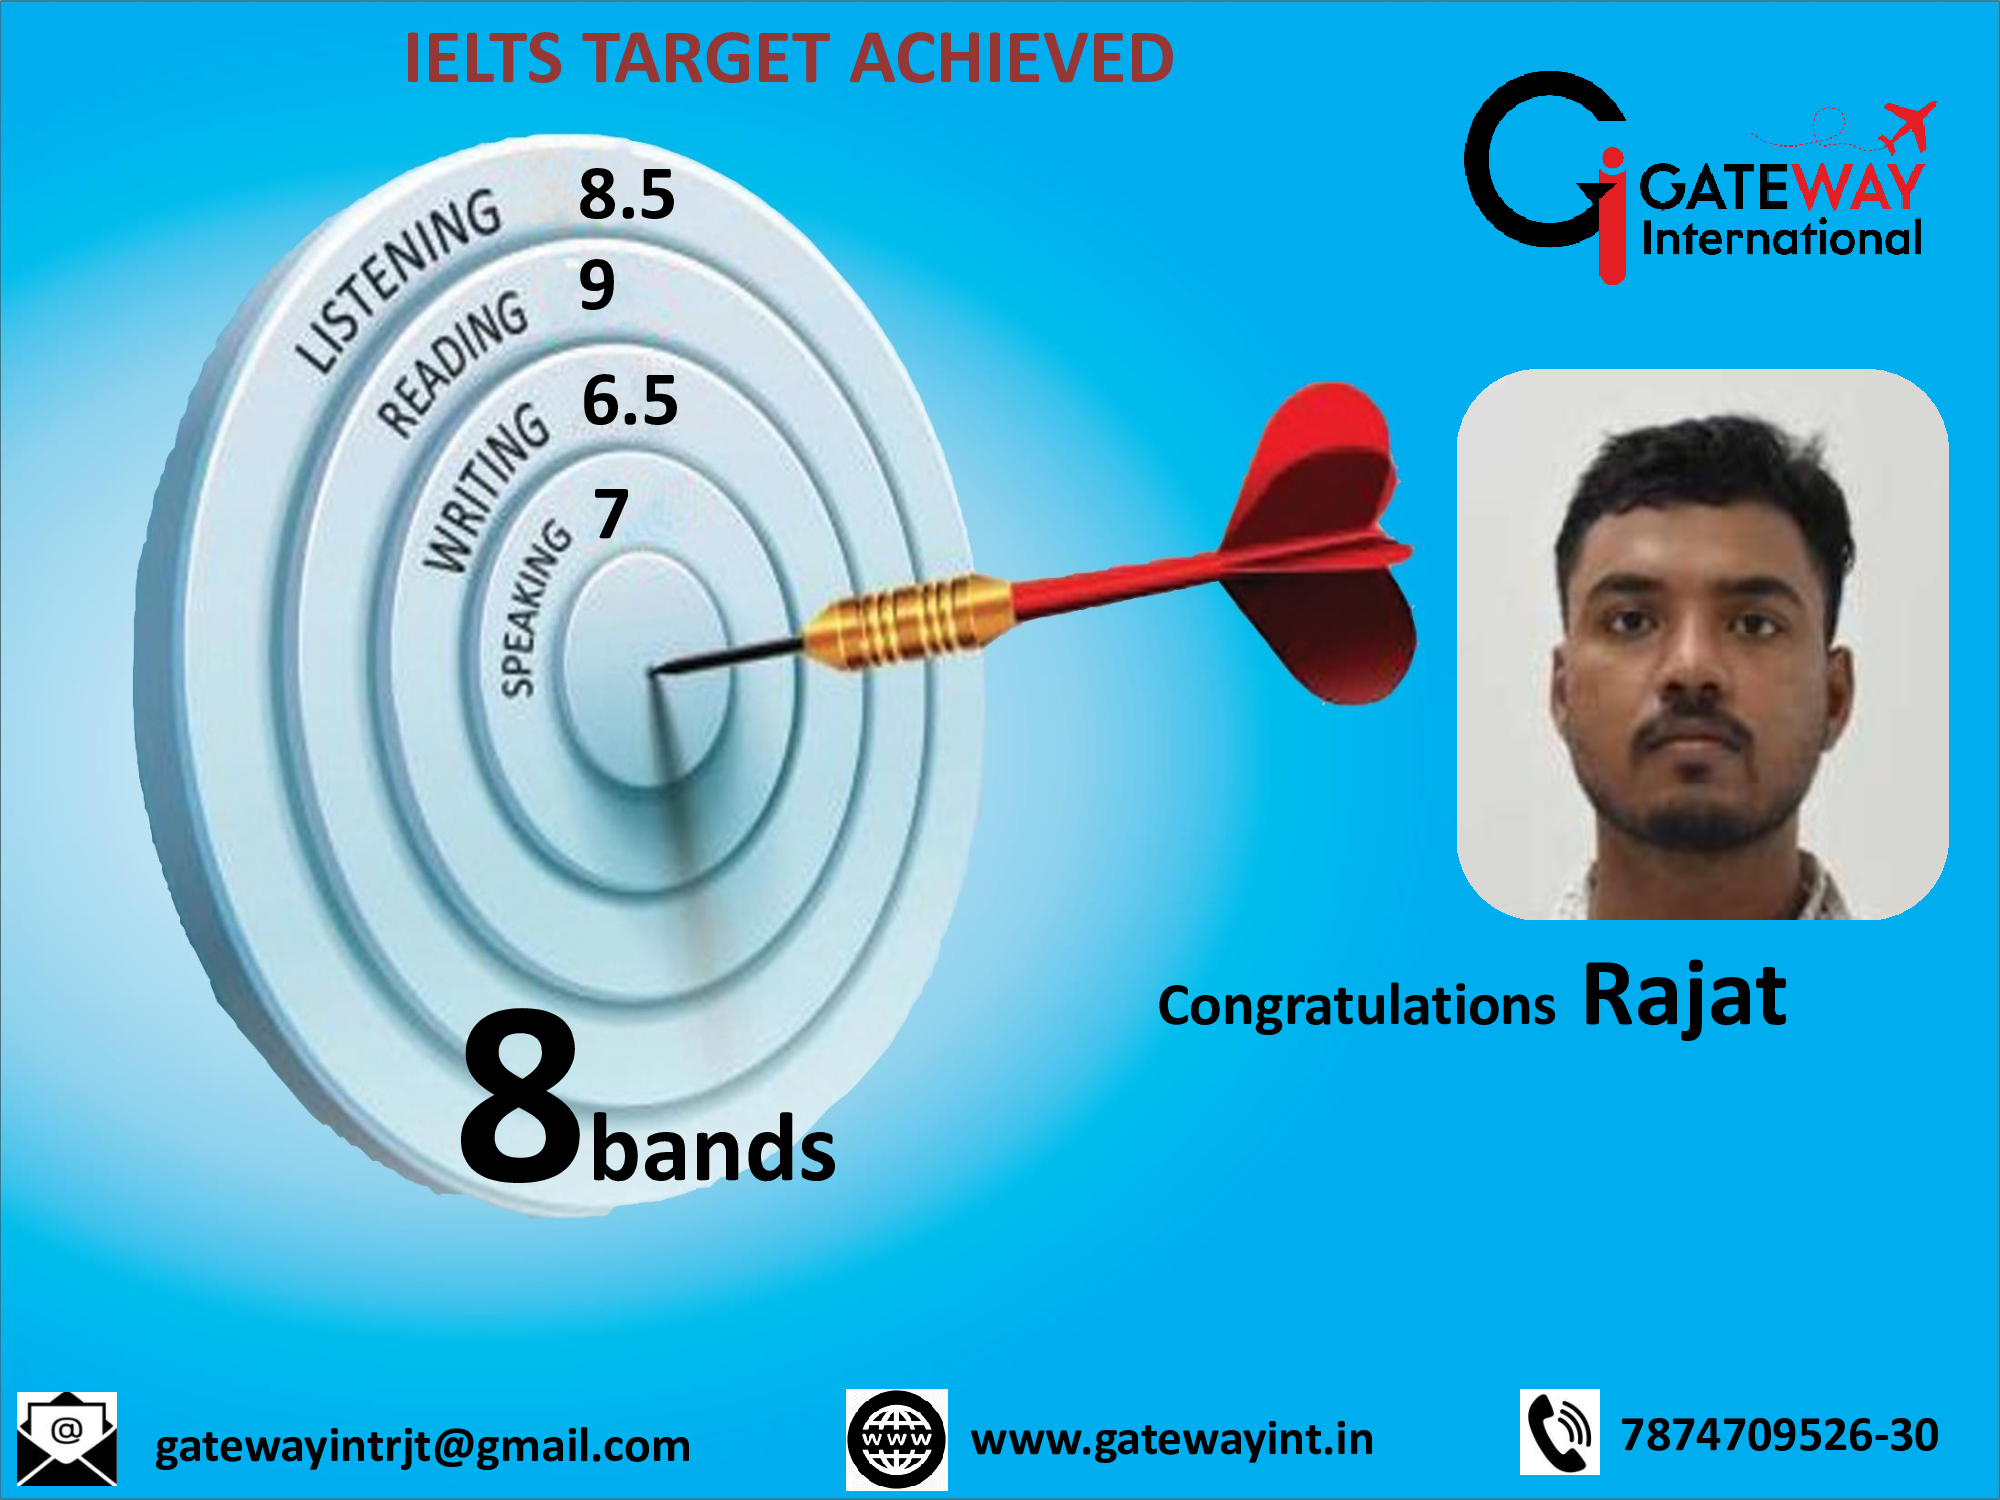 IELTS TARGET ACHIEVED
Gi GATEWAY
International
LISTENING 8.5
READING 9
WRITING 6.5
SPEAKING 7
8 bands
Congratulations Rajat
@ gatewayintrjt@gmail.com
WWW www.gatewayint.in
7874709526-30